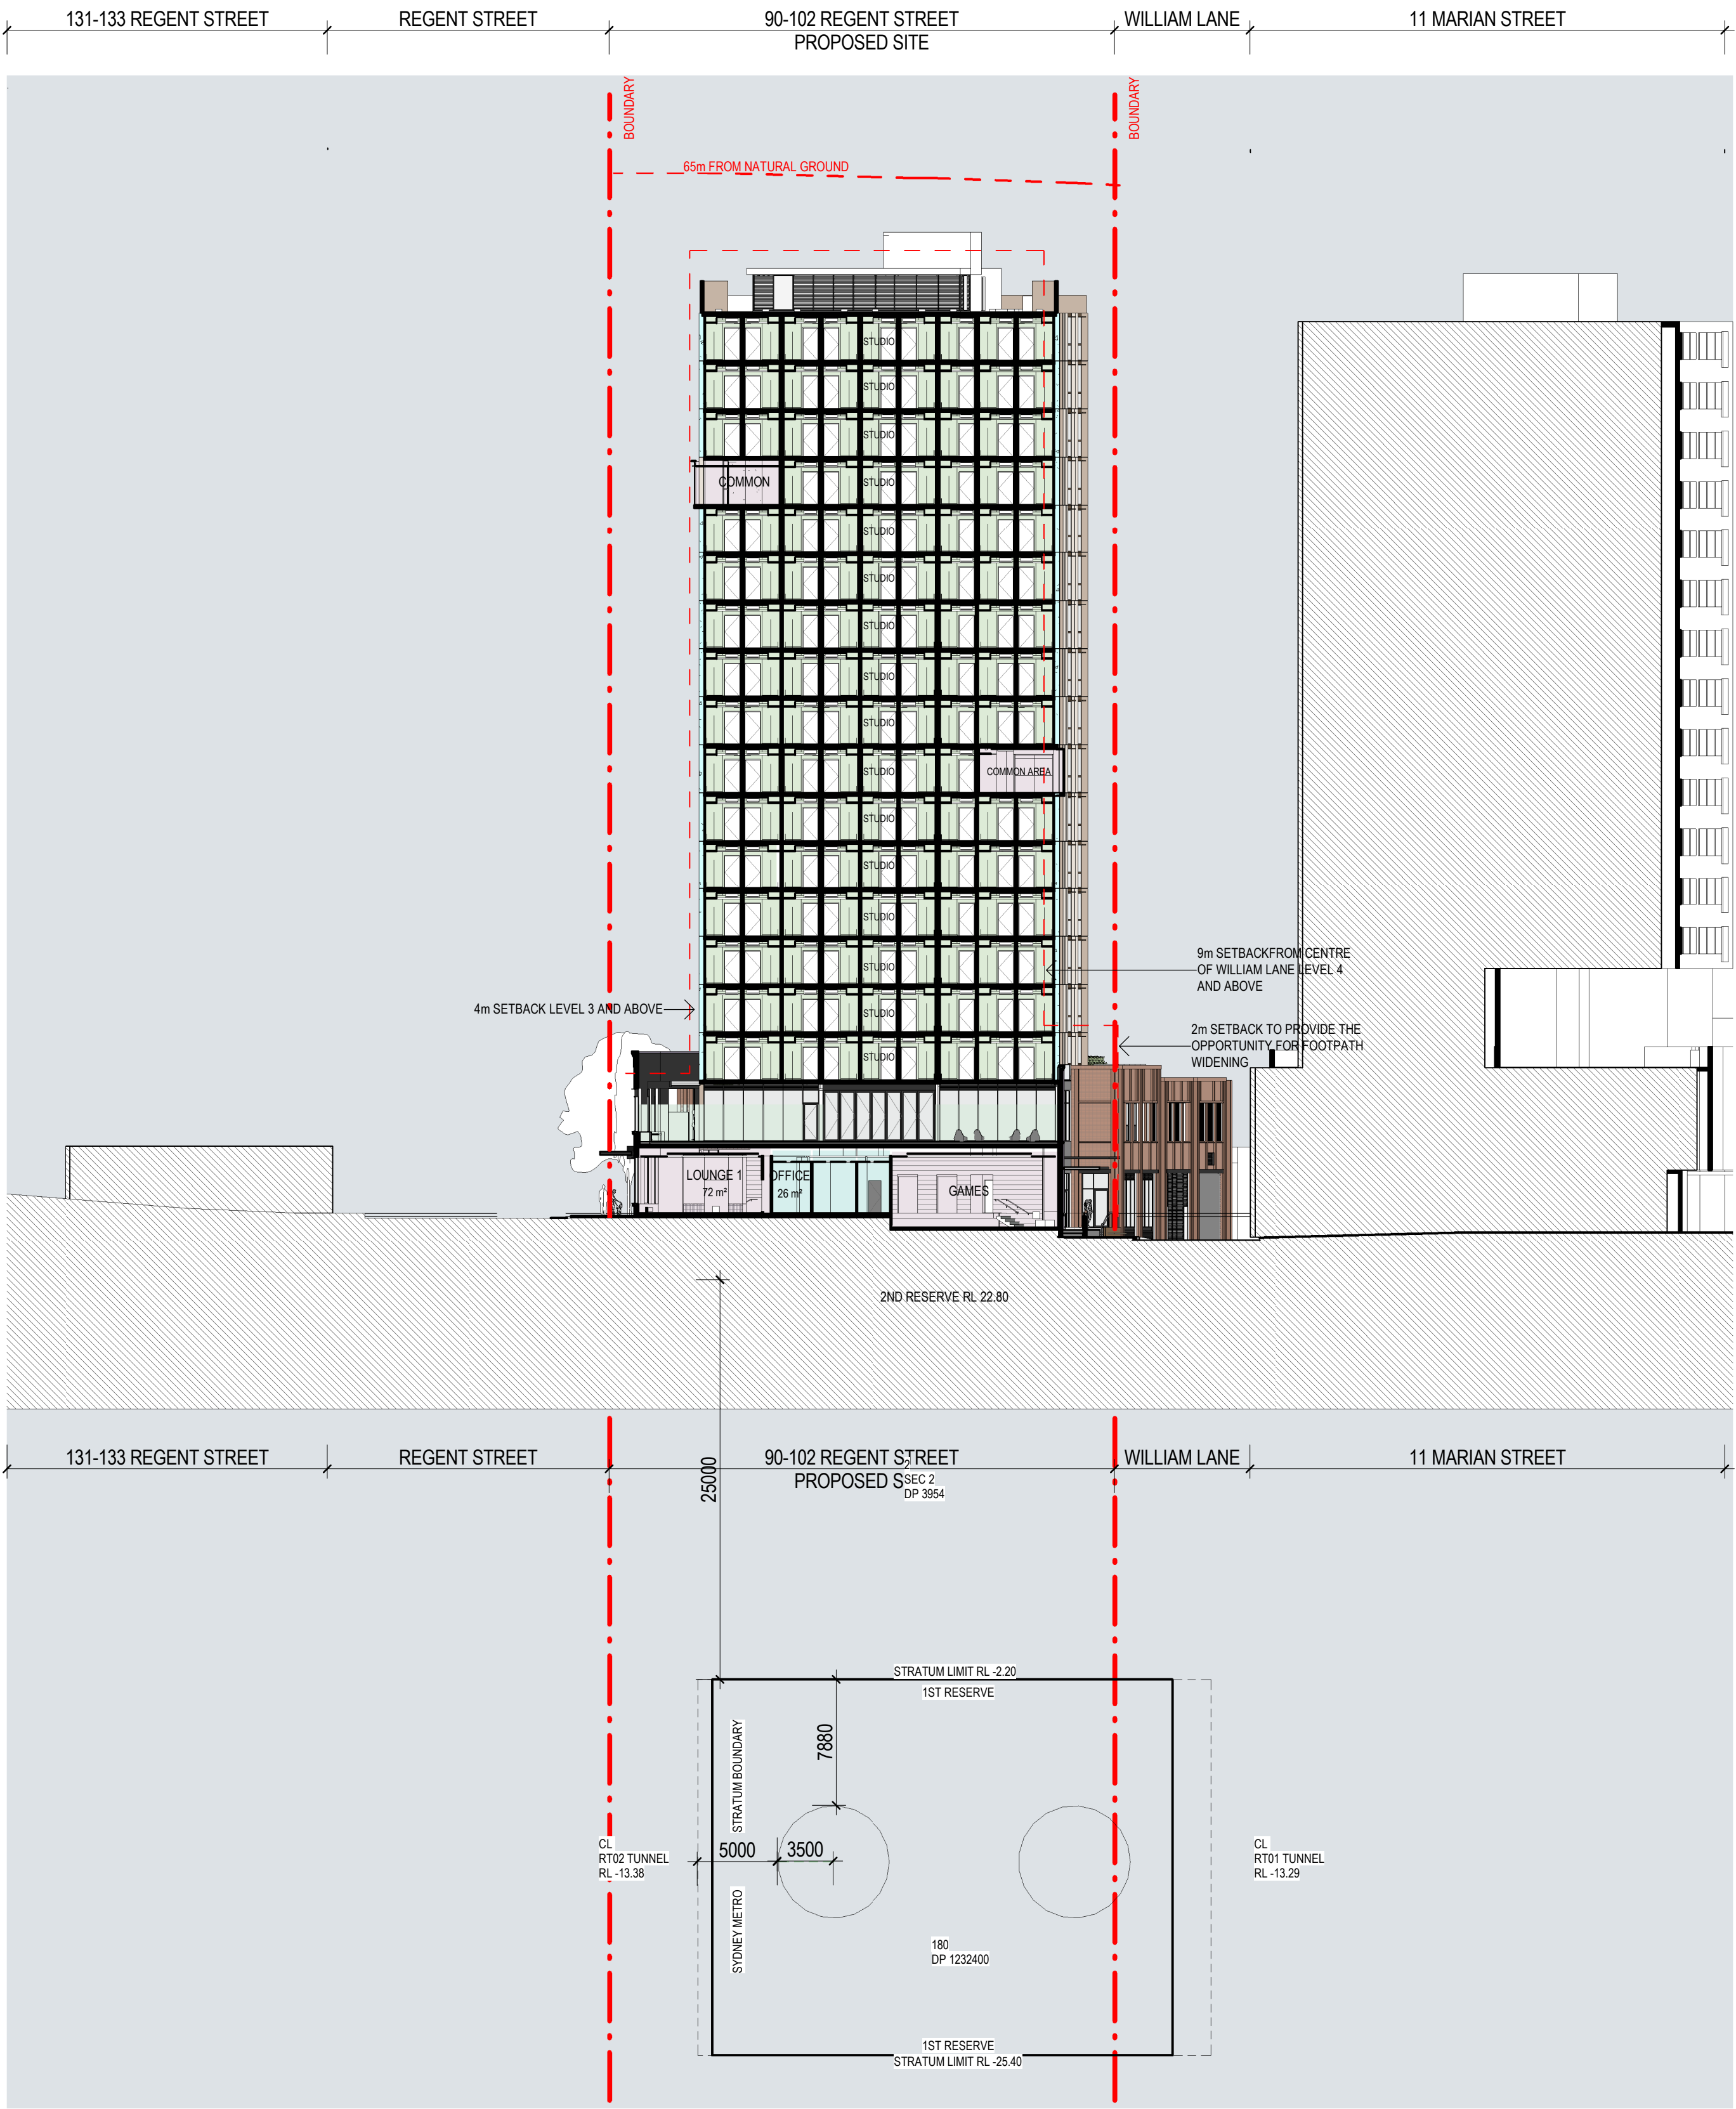 131-133 REGENT STREET
REGENT STREET
90-102 REGENT STREET
PROPOSED SITE
WILLIAM LANE
11 MARIAN STREET
BOUNDARY
BOUNDARY
65m FROM NATURAL GROUND
STUDIO
STUDIO
STUDIO
COMMON
STUDIO
STUDIO
STUDIO
STUDIO
STUDIO
STUDIO
STUDIO
COMMON AREA
STUDIO
STUDIO
STUDIO
STUDIO
STUDIO
STUDIO
9m SETBACKFROM CENTRE
OF WILLIAM LANE LEVEL 4
AND ABOVE
4m SETBACK LEVEL 3 AND ABOVE
2m SETBACK TO PROVIDE THE
OPPORTUNITY FOR FOOTPATH
WIDENING
LOUNGE 1
72 m²
OFFICE
26 m²
GAMES
2ND RESERVE RL 22.80
25000
131-133 REGENT STREET
REGENT STREET
90-102 REGENT STREET
PROPOSED S
WILLIAM LANE
11 MARIAN STREET
2
SEC 2
DP 3954
STRATUM LIMIT RL -2.20
1ST RESERVE
STRATUM BOUNDARY
7880
5000
3500
CL
RT02 TUNNEL
RL -13.38
CL
RT01 TUNNEL
RL -13.29
SYDNEY METRO
180
DP 1232400
1ST RESERVE
STRATUM LIMIT RL -25.40